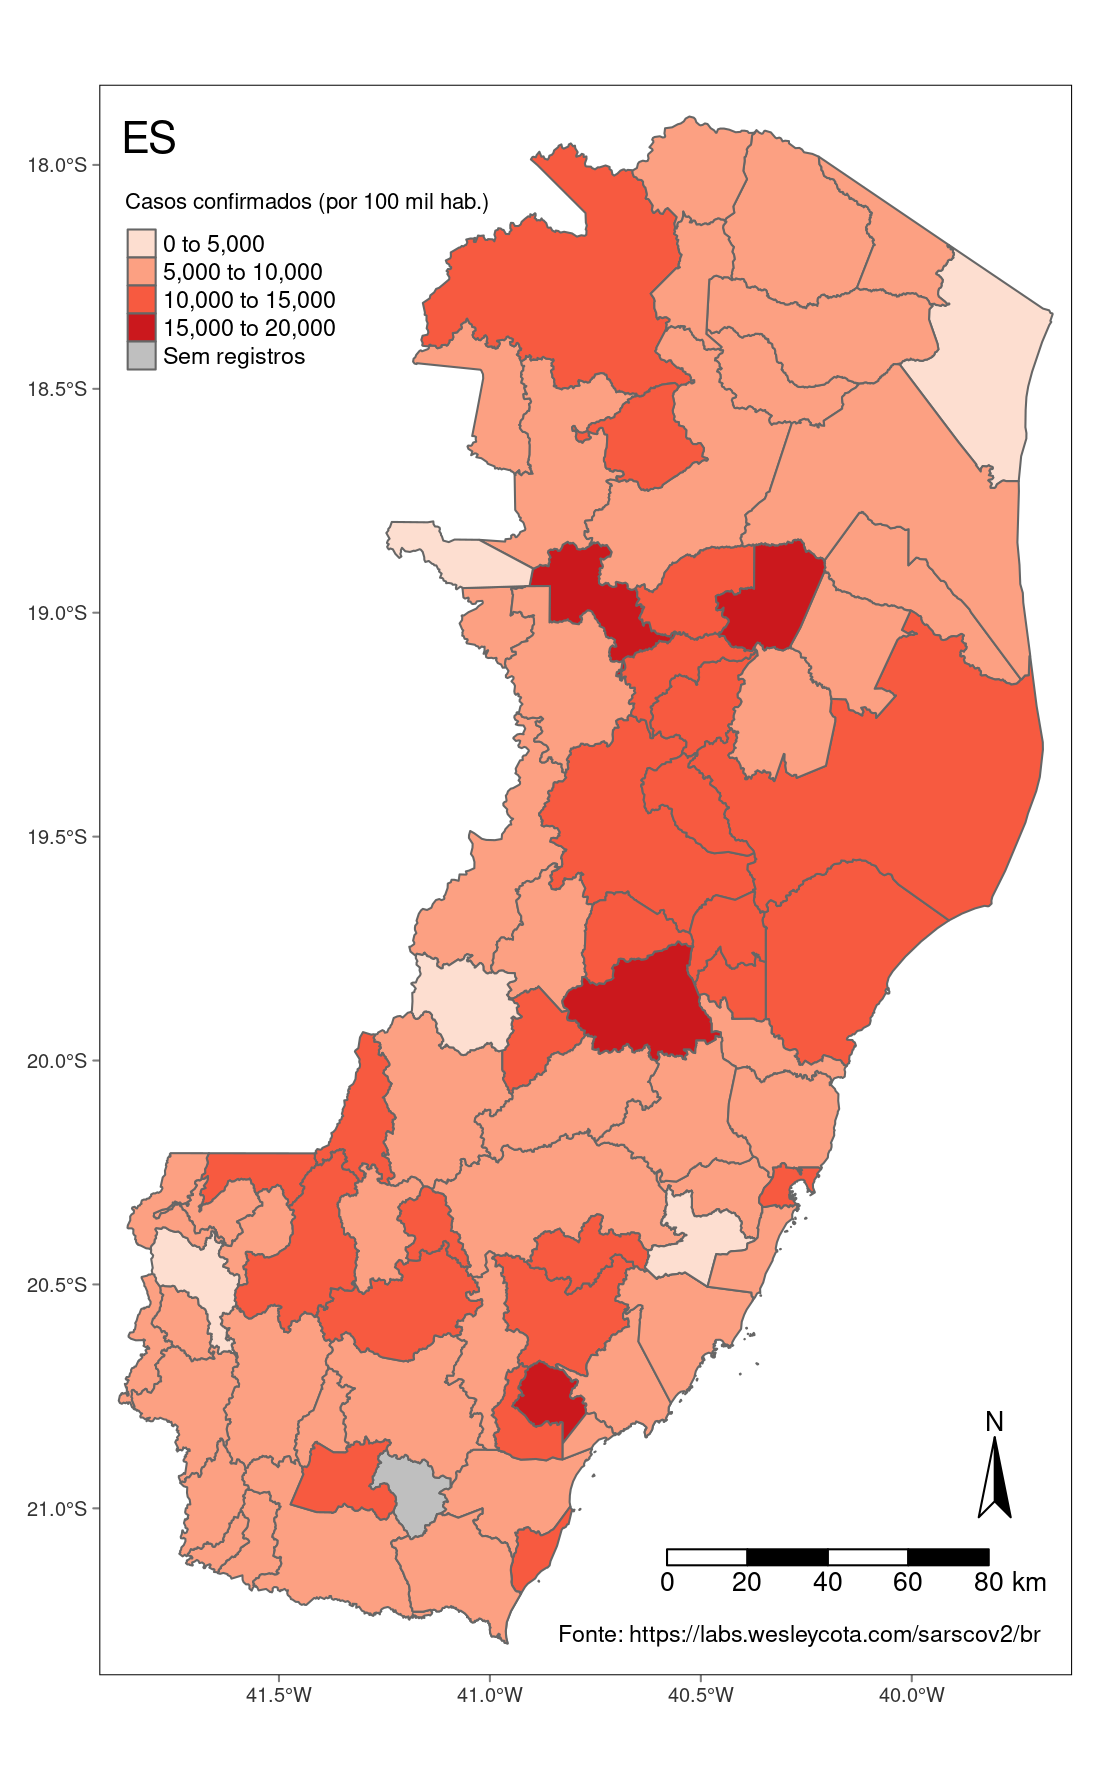 ES
Casos confirmados (por 100 mil hab.)
0 to 5,000
5,000 to 10,000
10,000 to 15,000
15,000 to 20,000
Sem registros
18.0°S
18.5°S
19.0°S
19.5°S
20.0°S
20.5°S
21.0°S
N
0 20 40 60 80 km
Fonte: https://labs.wesleycota.com/sarscov2/br
41.5°W 41.0°W 40.5°W 40.0°W